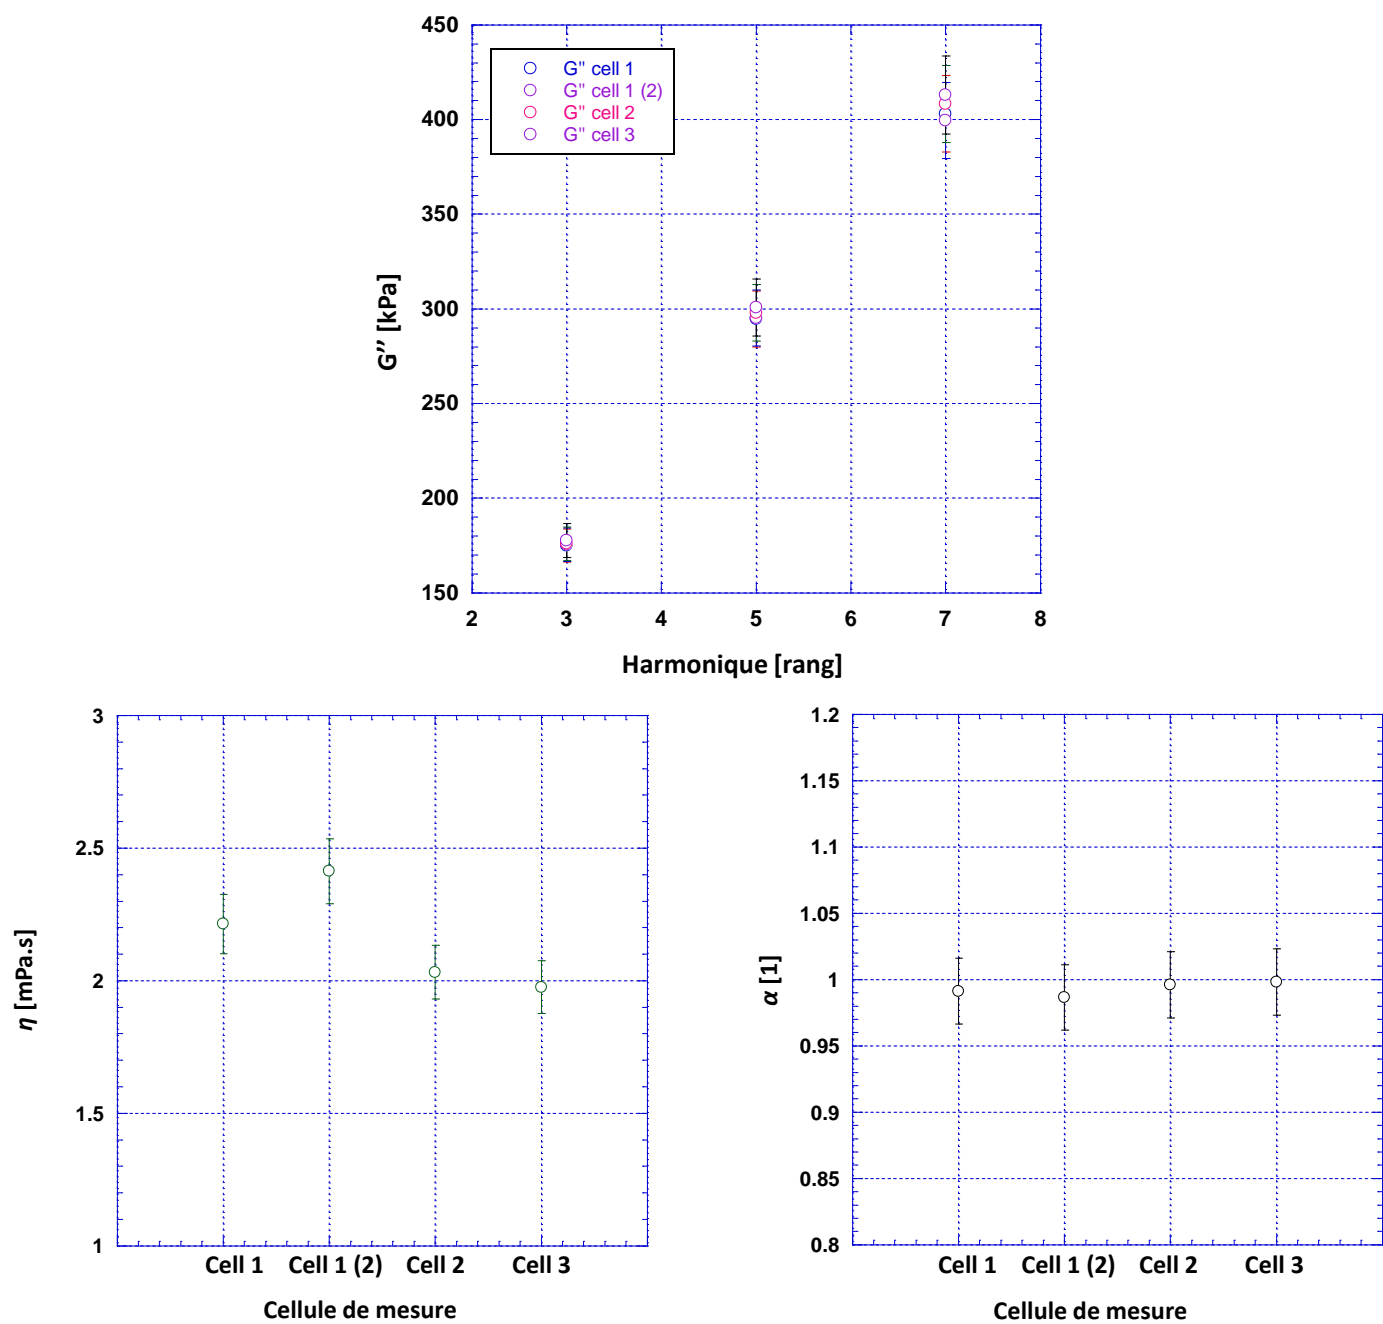 450
400
350
300
250
200
150
G'' [kPa]
G'' cell 1
G'' cell 1 (2)
G'' cell 2
G'' cell 3
2 3 4 5 6 7 8
Harmonique [rang]
3
2.5
2
1.5
1
η [mPa.s]
Cell 1 Cell 1 (2) Cell 2 Cell 3
Cellule de mesure
1.2
1.15
1.1
1.05
1
0.95
0.9
0.85
0.8
α [1]
Cell 1 Cell 1 (2) Cell 2 Cell 3
Cellule de mesure